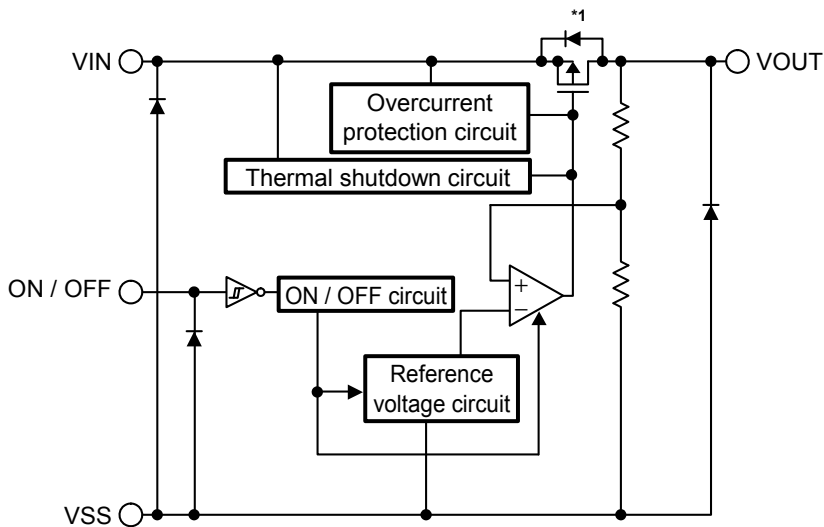 *1
VIN
VOUT
Overcurrent
protection circuit
Thermal shutdown circuit
ON / OFF
ON / OFF circuit
+
−
Reference
voltage circuit
VSS